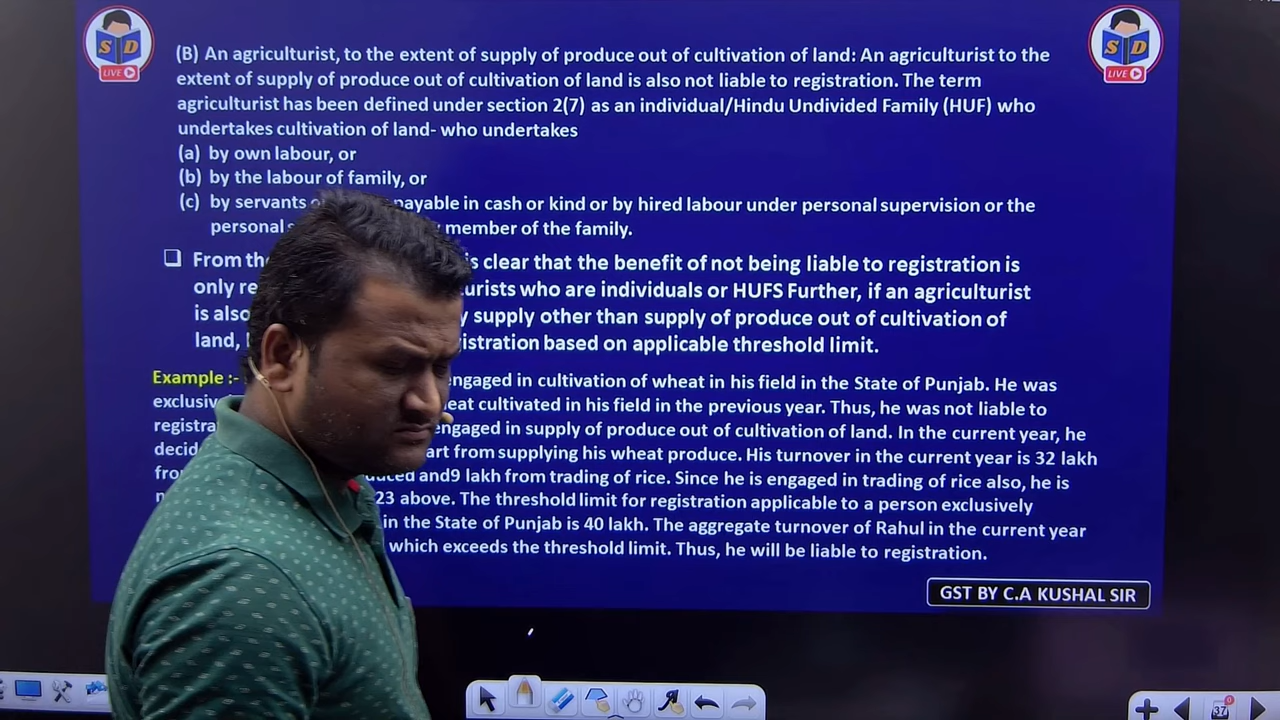 S D
LIVE
S D
LIVE
(B) An agriculturist, to the extent of supply of produce out of cultivation of land: An agriculturist to the
extent of supply of produce out of cultivation of land is also not liable to registration. The term
agriculturist has been defined under section 2(7) as an individual/Hindu Undivided Family (HUF) who
undertakes cultivation of land- who undertakes
(a) by own labour, or
(b) by the labour of family, or
(c) by servants payable in cash or kind or by hired labour under personal supervision or the
personal member of the family.
❑ From the is clear that the benefit of not being liable to registration is
only who are individuals or HUFS Further, if an agriculturist
is also supply other than supply of produce out of cultivation of
land, based on applicable threshold limit.
Example :- engaged in cultivation of wheat in his field in the State of Punjab. He was
cultivated in his field in the previous year. Thus, he was not liable to
engaged in supply of produce out of cultivation of land. In the current year, he
from supplying his wheat produce. His turnover in the current year is 32 lakh
and9 lakh from trading of rice. Since he is engaged in trading of rice also, he is
23 above. The threshold limit for registration applicable to a person exclusively
in the State of Punjab is 40 lakh. The aggregate turnover of Rahul in the current year
which exceeds the threshold limit. Thus, he will be liable to registration.
GST BY C.A KUSHAL SIR
37